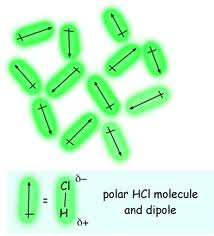 δ−
Cl
=
H
δ+
polar HCl molecule
and dipole